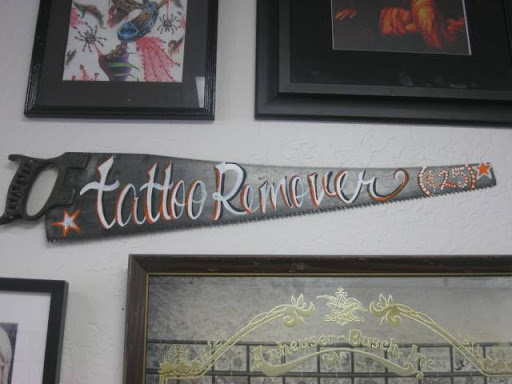 tattoo Remover ($25)
Anheuser-Busch